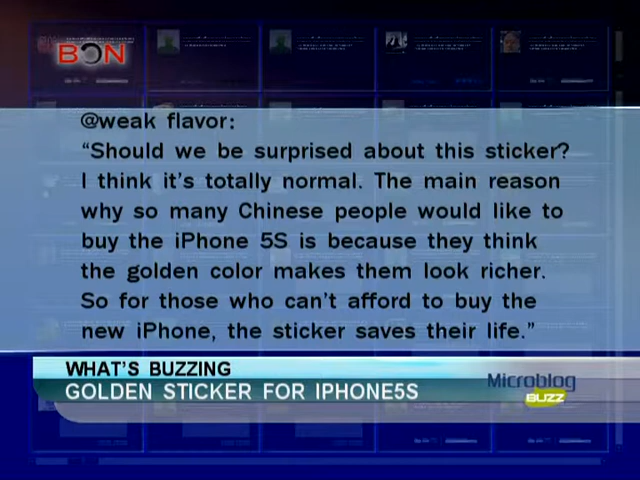 BON
@weak flavor:
“Should we be surprised about this sticker?
I think it’s totally normal. The main reason
why so many Chinese people would like to
buy the iPhone 5S is because they think
the golden color makes them look richer.
So for those who can’t afford to buy the
new iPhone, the sticker saves their life.”
WHAT’S BUZZING
GOLDEN STICKER FOR IPHONE5S
Microblog
BUZZ